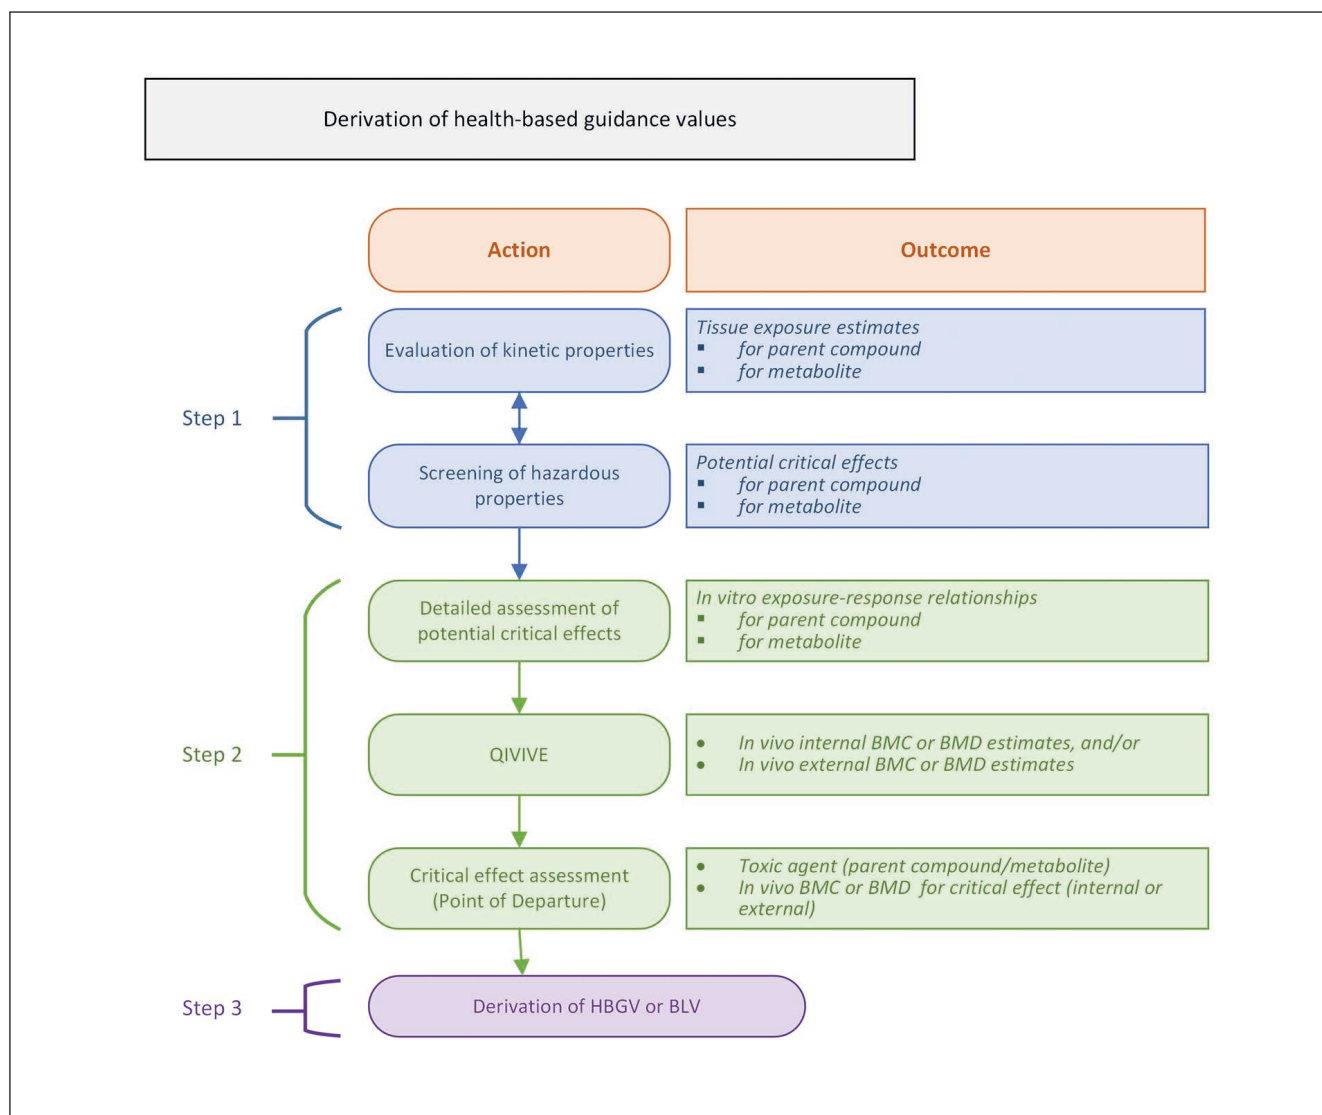 Derivation of health-based guidance values
Action
Outcome
Step 1
Evaluation of kinetic properties
Tissue exposure estimates
▪ for parent compound
▪ for metabolite
Screening of hazardous
properties
Potential critical effects
▪ for parent compound
▪ for metabolite
Step 2
Detailed assessment of
potential critical effects
In vitro exposure-response relationships
▪ for parent compound
▪ for metabolite
QIVIVE
● In vivo internal BMC or BMD estimates, and/or
● In vivo external BMC or BMD estimates
Critical effect assessment
(Point of Departure)
● Toxic agent (parent compound/metabolite)
● In vivo BMC or BMD for critical effect (internal or
external)
Step 3
Derivation of HBGV or BLV